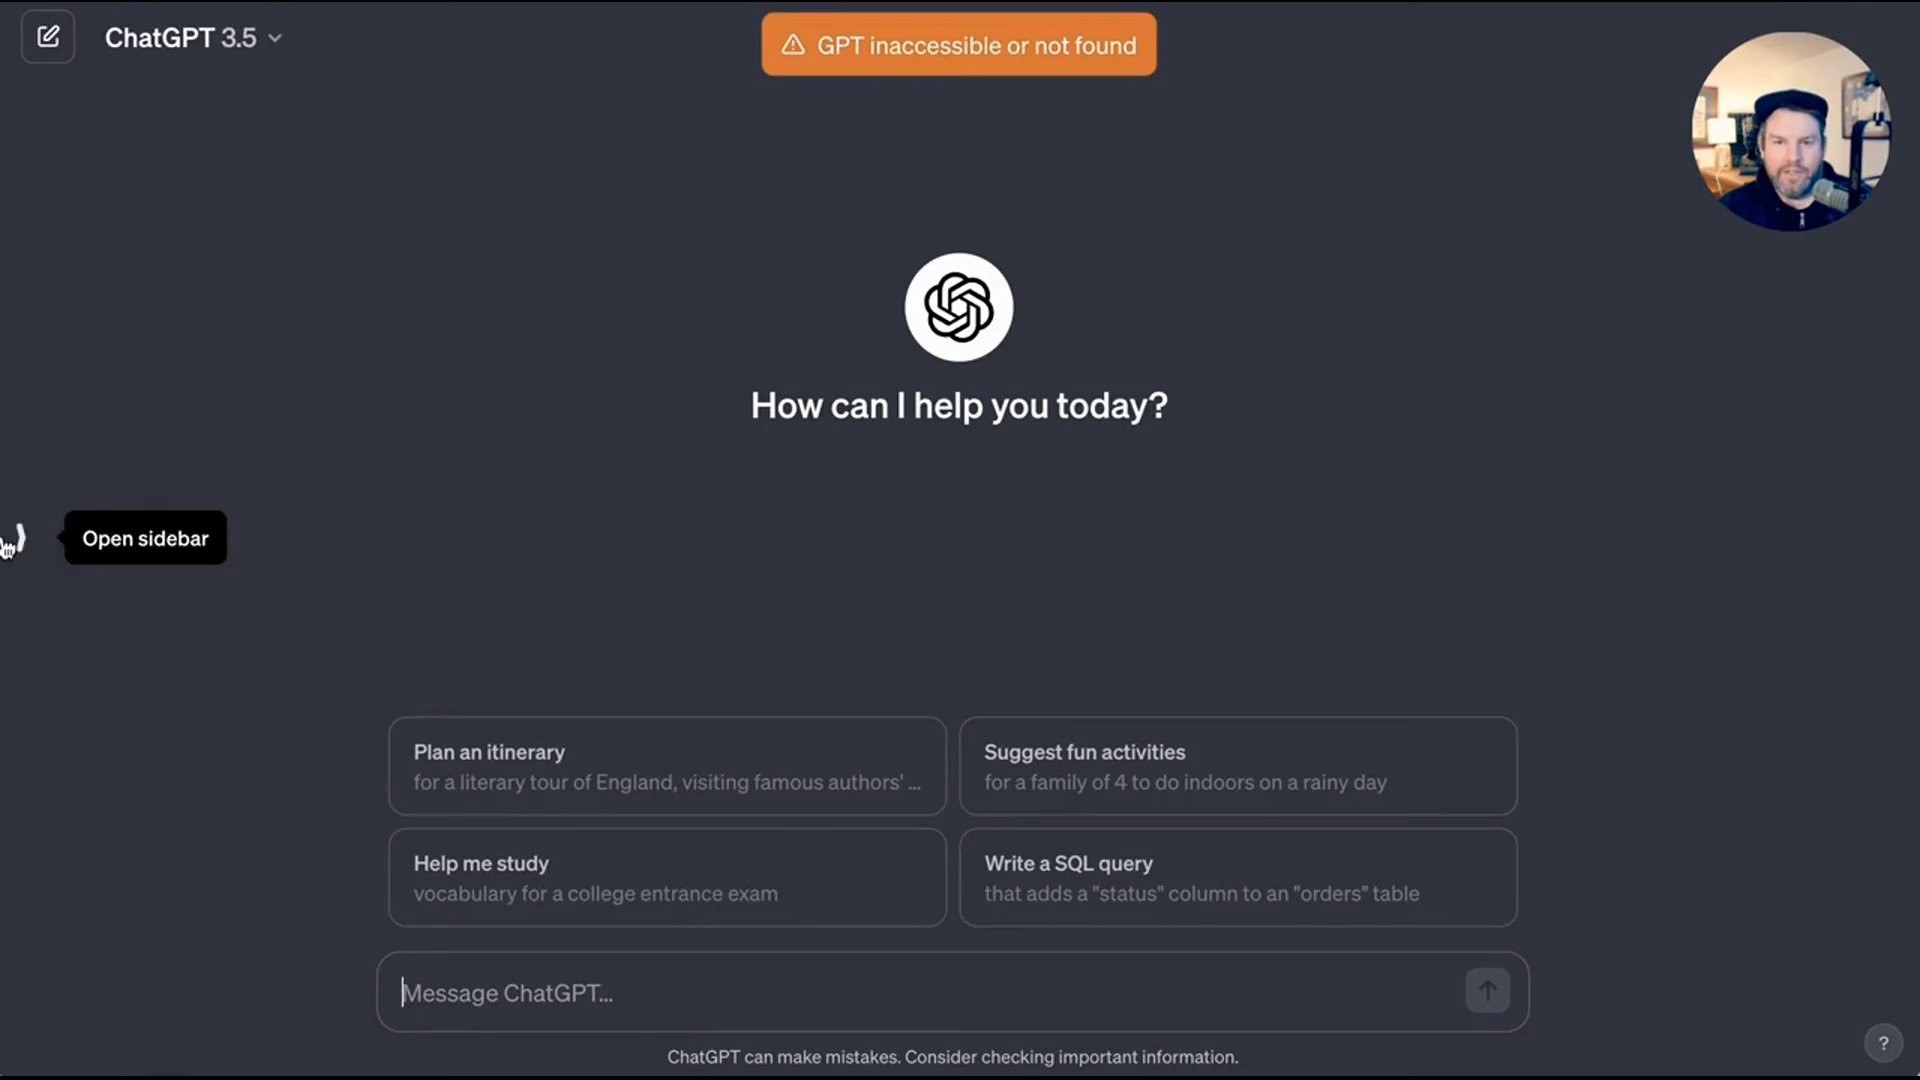 ChatGPT 3.5
GPT inaccessible or not found
How can I help you today?
Open sidebar
Plan an itinerary
for a literary tour of England, visiting famous authors' ...
Suggest fun activities
for a family of 4 to do indoors on a rainy day
Help me study
vocabulary for a college entrance exam
Write a SQL query
that adds a "status" column to an "orders" table
Message ChatGPT...
ChatGPT can make mistakes. Consider checking important information.
?